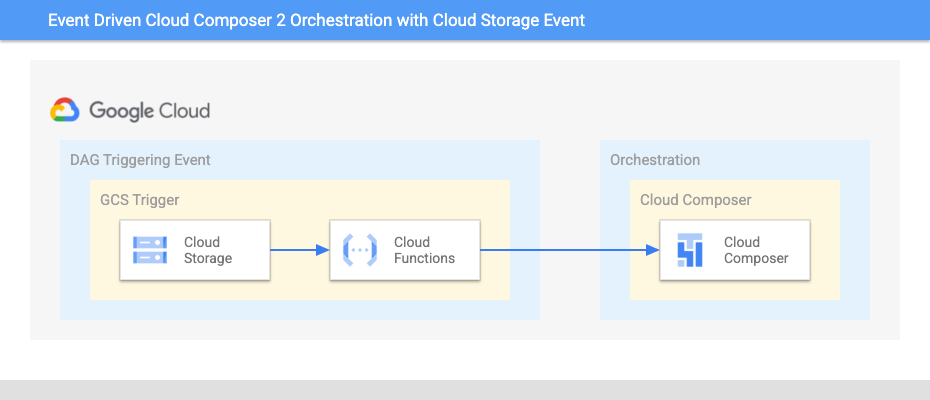 Event Driven Cloud Composer 2 Orchestration with Cloud Storage Event
Google Cloud
DAG Triggering Event
Orchestration
GCS Trigger
Cloud Composer
Cloud
Storage
Cloud
Functions
Cloud
Composer